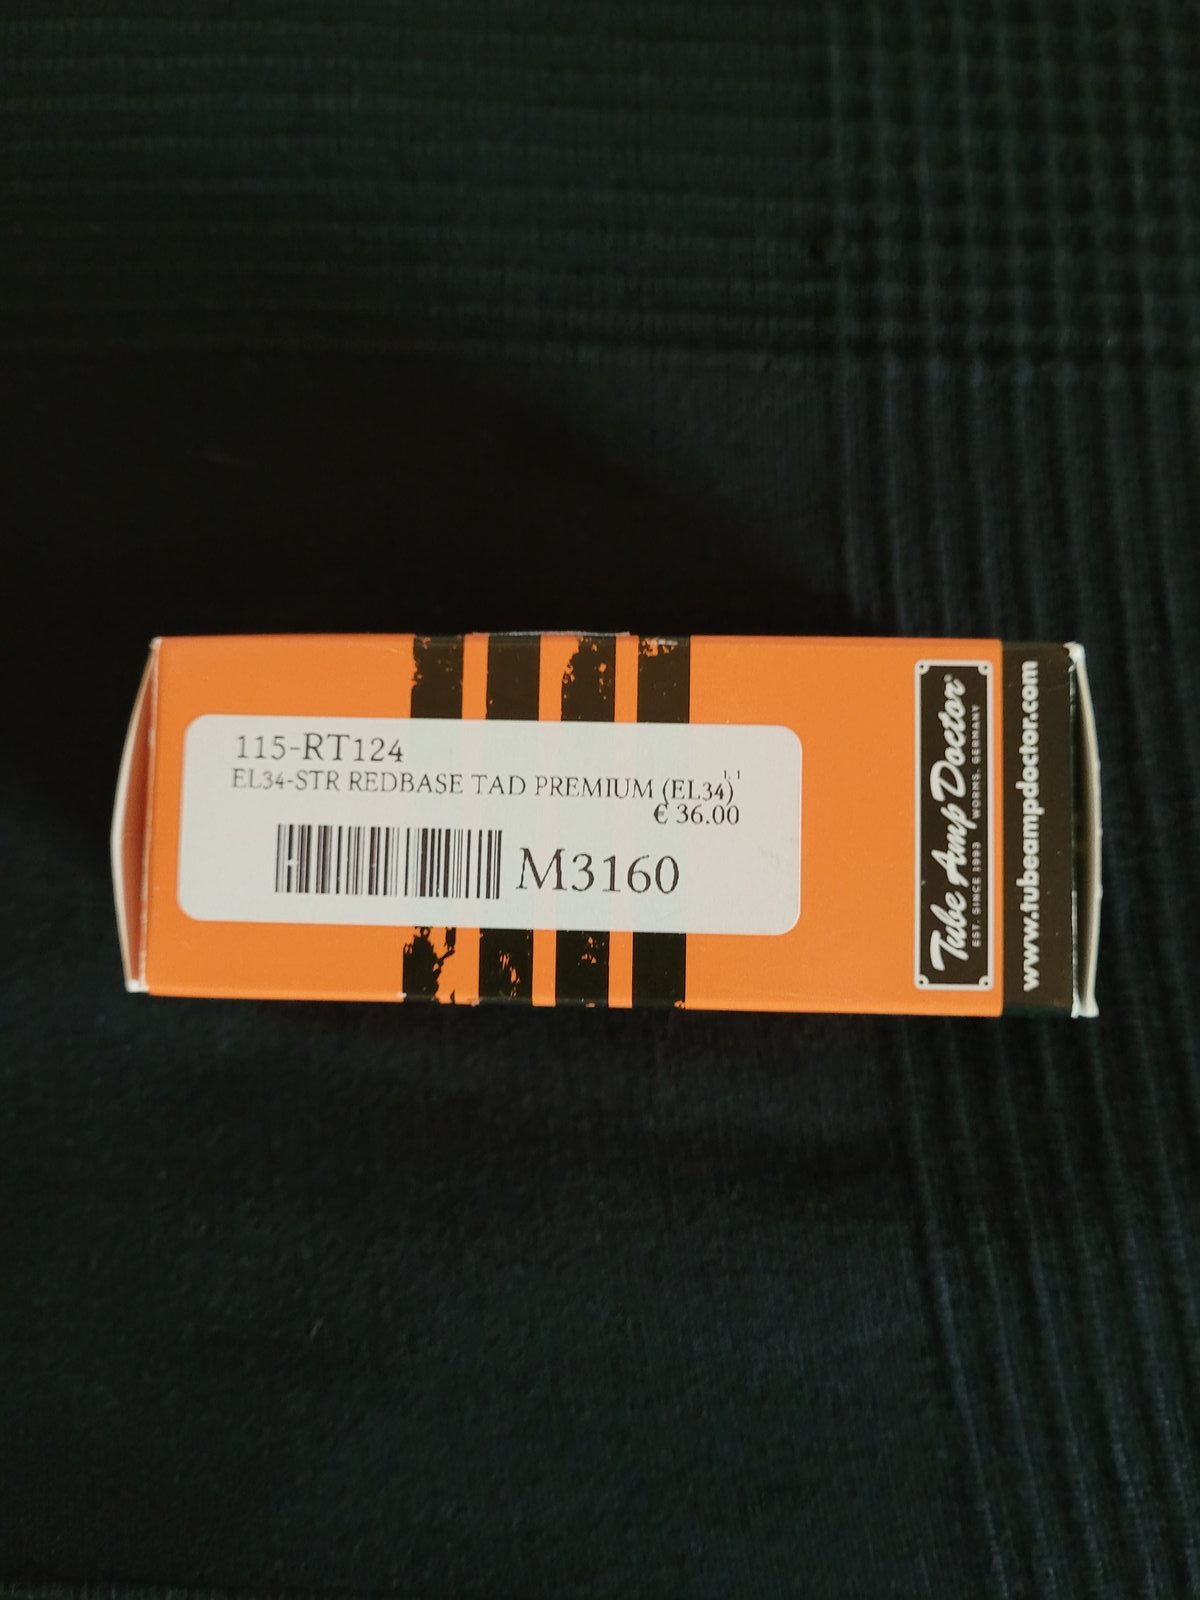 115-RT124
EL34-STR REDBASE TAD PREMIUM (EL34)
€ 36.00
M3160
Tube Amp Doctor
EST. SINCE 1993 WORMS, GERMANY
www.tubeampdoctor.com